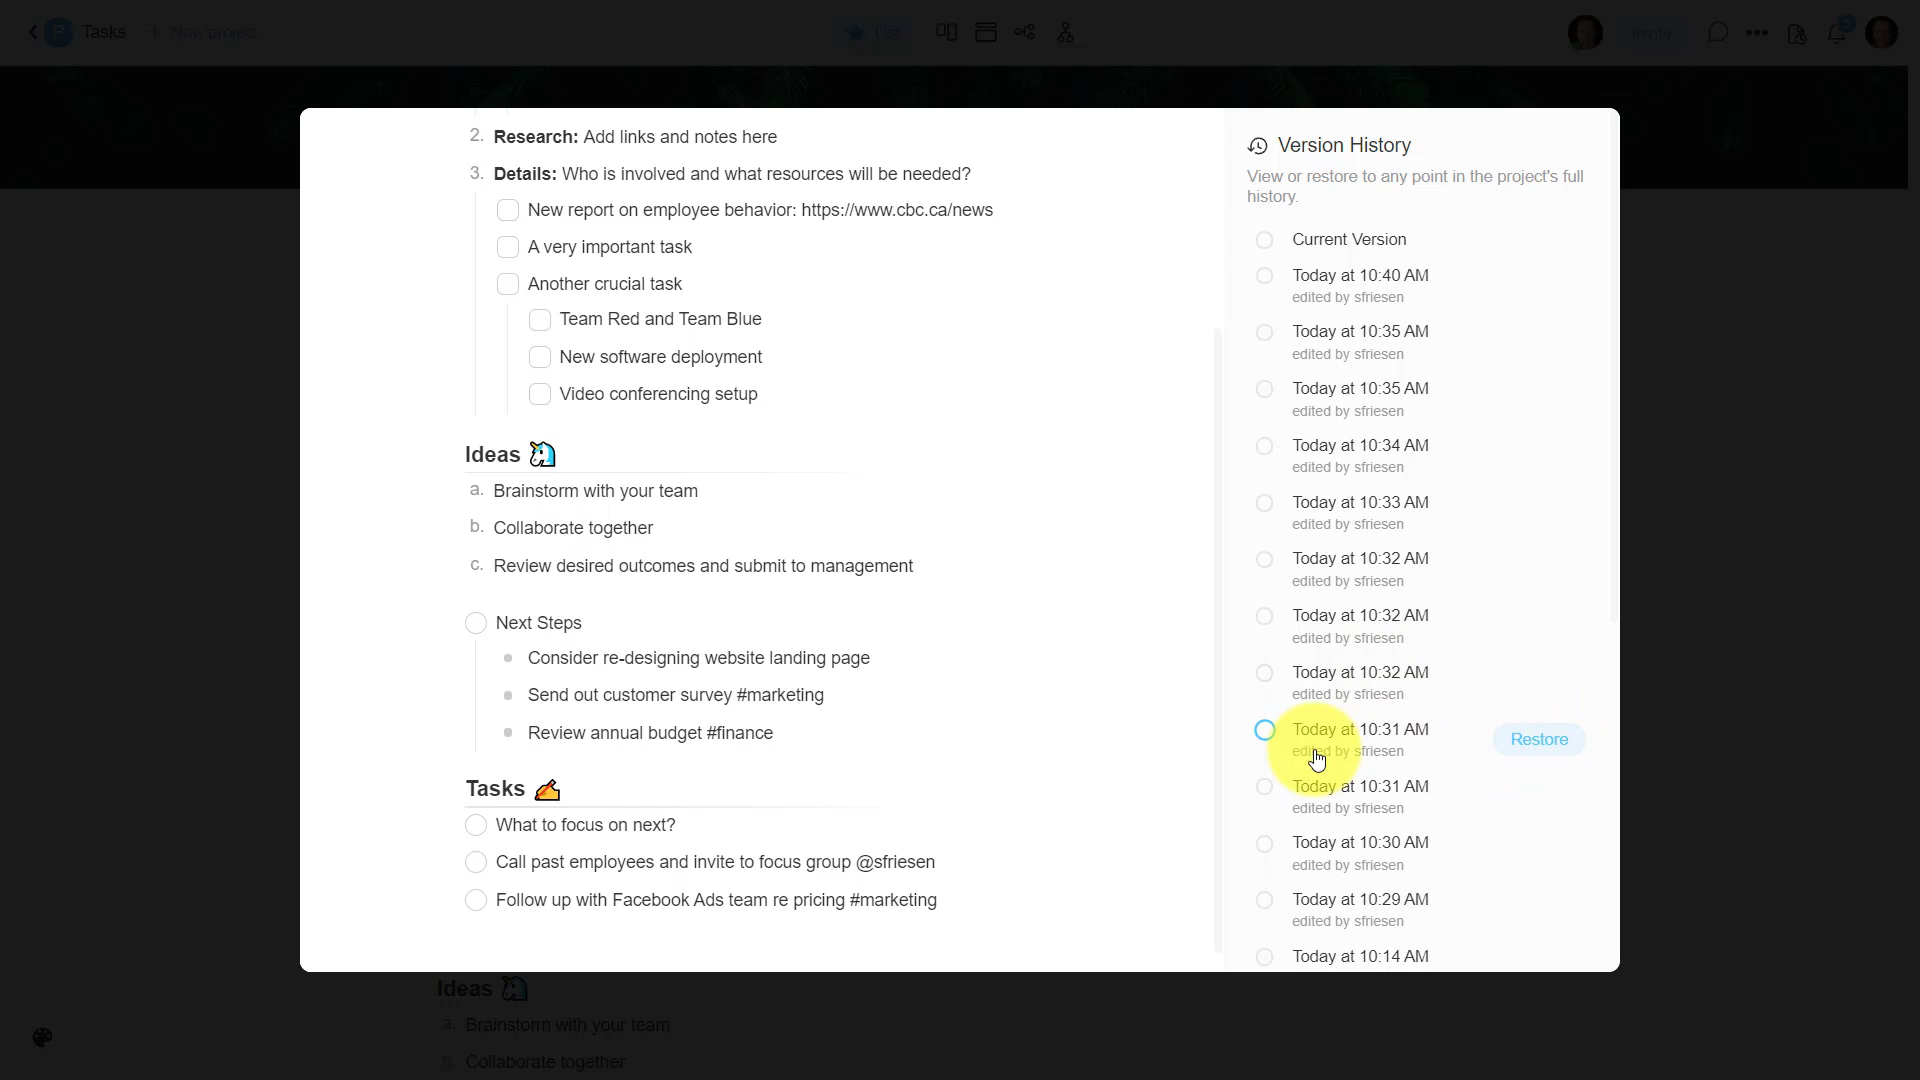 Tasks
New project
List
Invite
5
2. Research: Add links and notes here
3. Details: Who is involved and what resources will be needed?
New report on employee behavior: https://www.cbc.ca/news
A very important task
Another crucial task
Team Red and Team Blue
New software deployment
Video conferencing setup
Ideas 🦄
a. Brainstorm with your team
b. Collaborate together
c. Review desired outcomes and submit to management
Next Steps
Consider re-designing website landing page
Send out customer survey #marketing
Review annual budget #finance
Tasks ✍️
What to focus on next?
Call past employees and invite to focus group @sfriesen
Follow up with Facebook Ads team re pricing #marketing
Version History
View or restore to any point in the project's full
history.
Current Version
Today at 10:40 AM
edited by sfriesen
Today at 10:35 AM
edited by sfriesen
Today at 10:35 AM
edited by sfriesen
Today at 10:34 AM
edited by sfriesen
Today at 10:33 AM
edited by sfriesen
Today at 10:32 AM
edited by sfriesen
Today at 10:32 AM
edited by sfriesen
Today at 10:32 AM
edited by sfriesen
Today at 10:31 AM
edited by sfriesen
Restore
Today at 10:31 AM
edited by sfriesen
Today at 10:30 AM
edited by sfriesen
Today at 10:29 AM
edited by sfriesen
Today at 10:14 AM
Ideas 🦄
a. Brainstorm with your team
b. Collaborate together